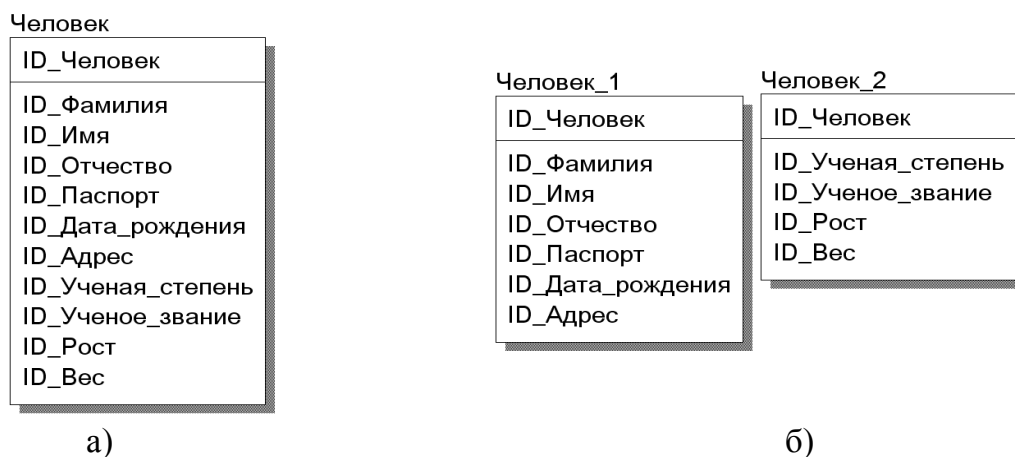 Человек
ID_Человек
ID_Фамилия
ID_Имя
ID_Отчество
ID_Паспорт
ID_Дата_рождения
ID_Адрес
ID_Ученая_степень
ID_Ученое_звание
ID_Рост
ID_Вес
а)
Человек_1
ID_Человек
ID_Фамилия
ID_Имя
ID_Отчество
ID_Паспорт
ID_Дата_рождения
ID_Адрес
Человек_2
ID_Человек
ID_Ученая_степень
ID_Ученое_звание
ID_Рост
ID_Вес
б)